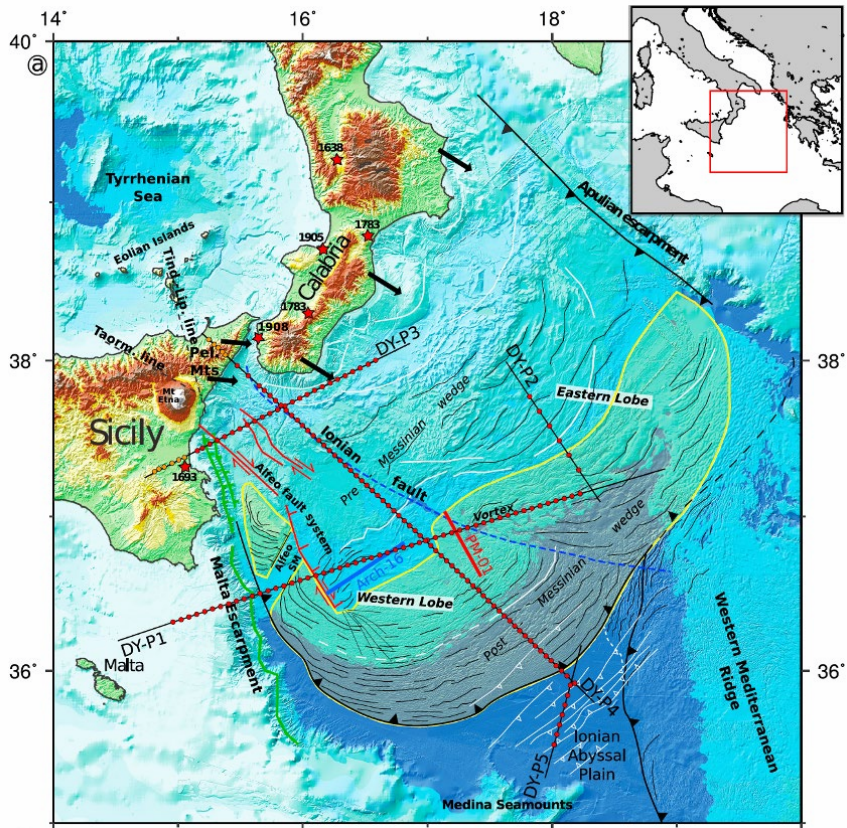 14°
16°
18°
40°
ⓐ
1638
Tyrrhenian
Sea
Apulian escarpment
1905
1783
Eolian Islands
Calabria
Tind. Lip. line
1783
1908
DY-P3
Taorm. line
Pel.
Mts
38°
DY-P2
Mt
Etna
Eastern Lobe
Sicily
Ionian
fault
Pre
Messinian
wedge
1693
Alfeo fault system
Vortex
PM-01
Alfeo
SM
Arch-16
Western Lobe
Post
Messinian
wedge
DY-P1
Malta
Malta Escarpment
36°
DY-P4
DY-P5
Ionian
Abyssal
Plain
Western Mediterranean
Ridge
Medina Seamounts